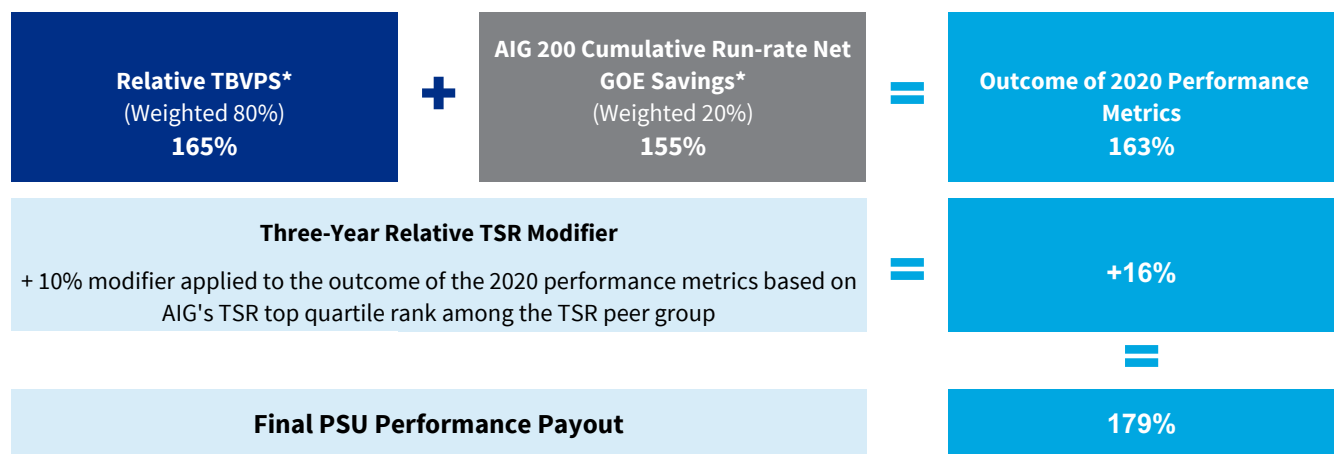 Relative TBVPS*
(Weighted 80%)
165%
+
AIG 200 Cumulative Run-rate Net
GOE Savings*
(Weighted 20%)
155%
=
Outcome of 2020 Performance
Metrics
163%
Three-Year Relative TSR Modifier
+ 10% modifier applied to the outcome of the 2020 performance metrics based on
AIG's TSR top quartile rank among the TSR peer group
=
+16%
=
Final PSU Performance Payout
179%